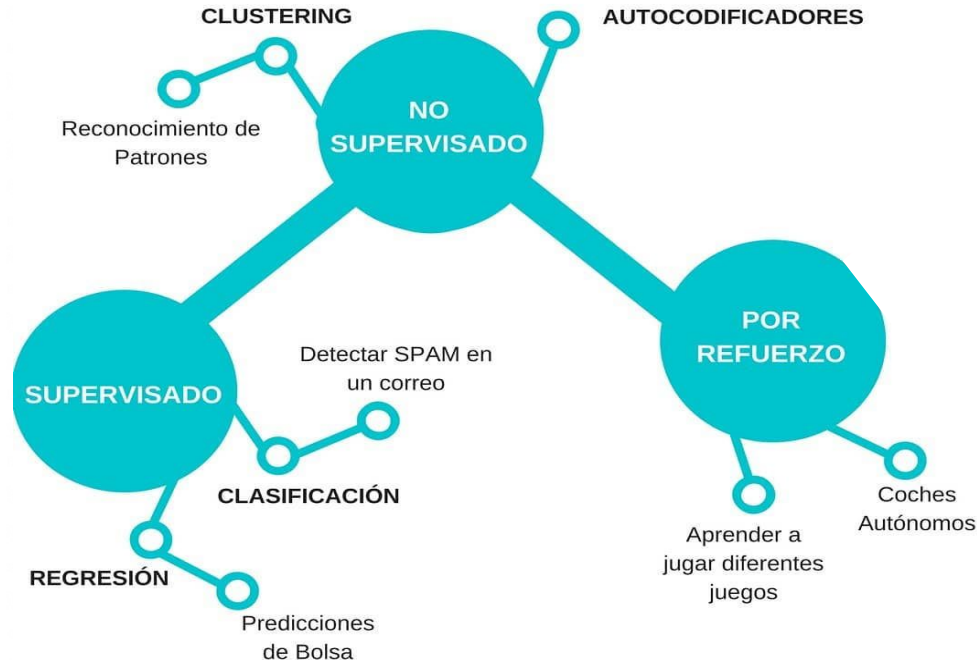 CLUSTERING
AUTOCODIFICADORES
Reconocimiento de
Patrones
NO
SUPERVISADO
POR
REFUERZO
SUPERVISADO
Detectar SPAM en
un correo
CLASIFICACIÓN
REGRESIÓN
Predicciones
de Bolsa
Aprender a
jugar diferentes
juegos
Coches
Autónomos